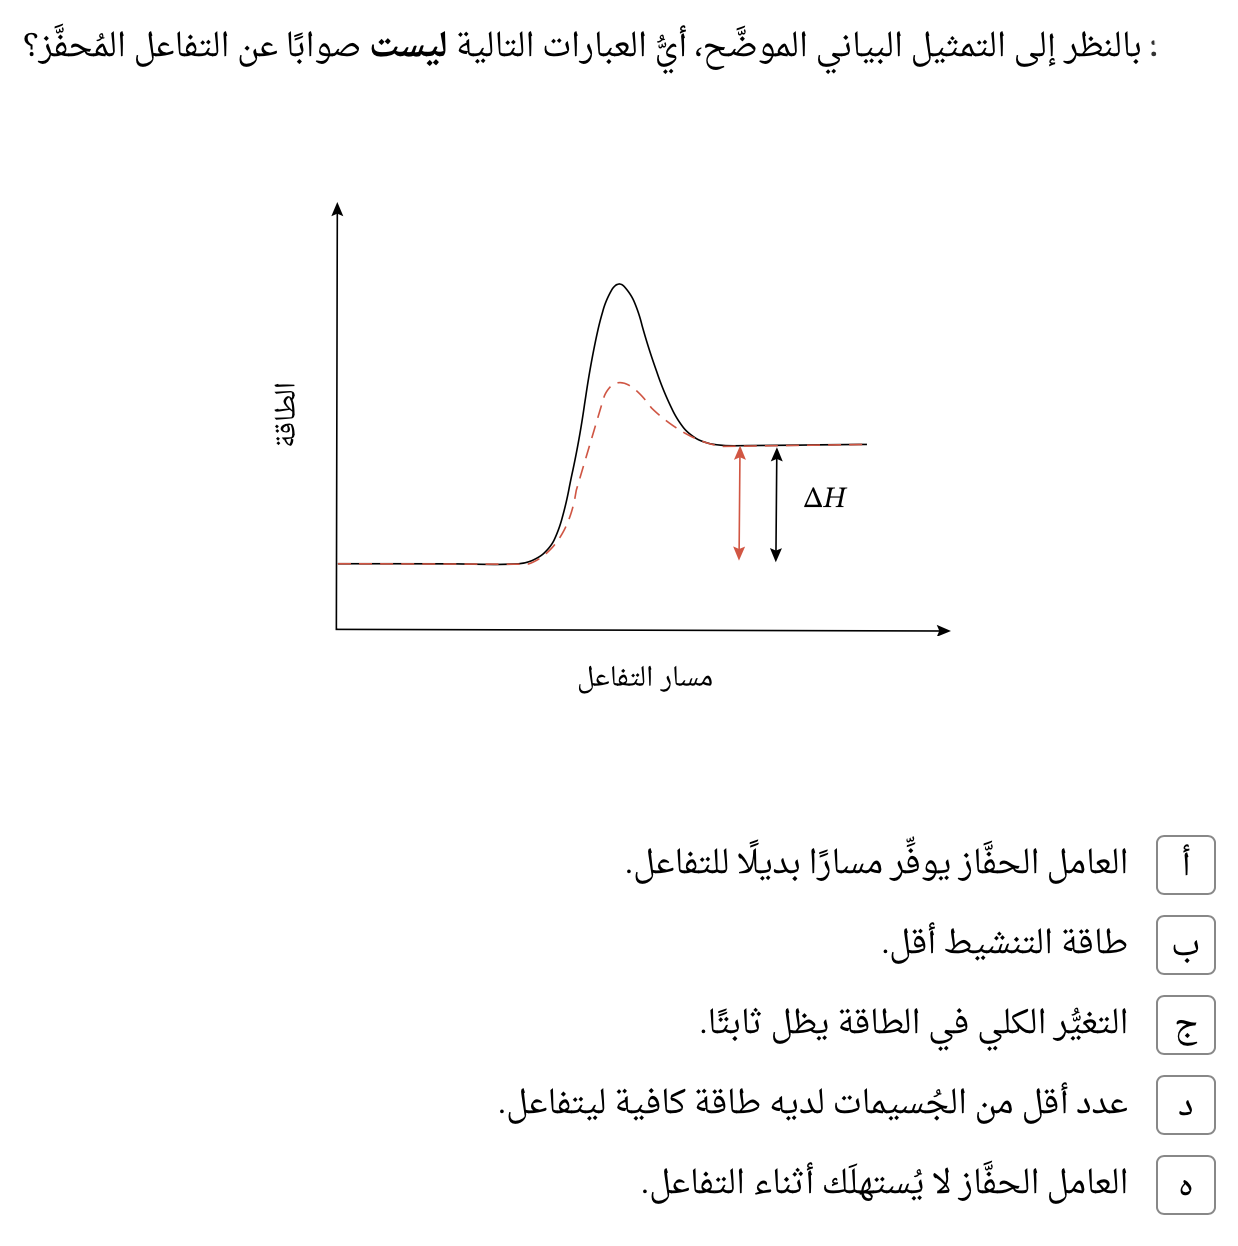 : بالنظر إلى التمثيل البياني الموضَّح، أيُّ العبارات التالية ليست صوابًا عن التفاعل المُحفَّز؟
الطاقة
ΔH
مسار التفاعل
أ العامل الحفَّاز يوفِّر مسارًا بديلًا للتفاعل.
ب طاقة التنشيط أقل.
ج التغيُّر الكلي في الطاقة يظل ثابتًا.
د عدد أقل من الجُسيمات لديه طاقة كافية ليتفاعل.
ه العامل الحفَّاز لا يُستهلَك أثناء التفاعل.